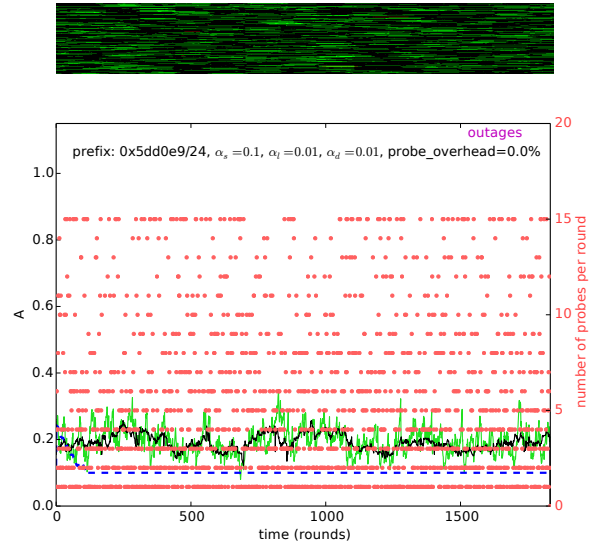 outages
prefix: 0x5dd0e9/24, αs=0.1, αl=0.01, αd=0.01, probe_overhead=0.0%
1.0
0.8
0.6
0.4
0.2
0.0
A
20
15
10
5
0
number of probes per round
0 500 1000 1500
time (rounds)